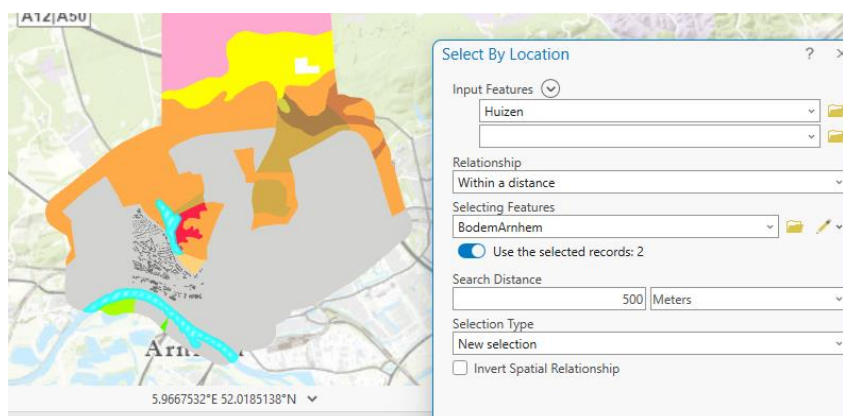 A12|A50
Arnhem
5.9667532°E 52.0185138°N
Select By Location
?
Input Features
Huizen
Relationship
Within a distance
Selecting Features
BodemArnhem
Use the selected records: 2
Search Distance
500 Meters
Selection Type
New selection
Invert Spatial Relationship